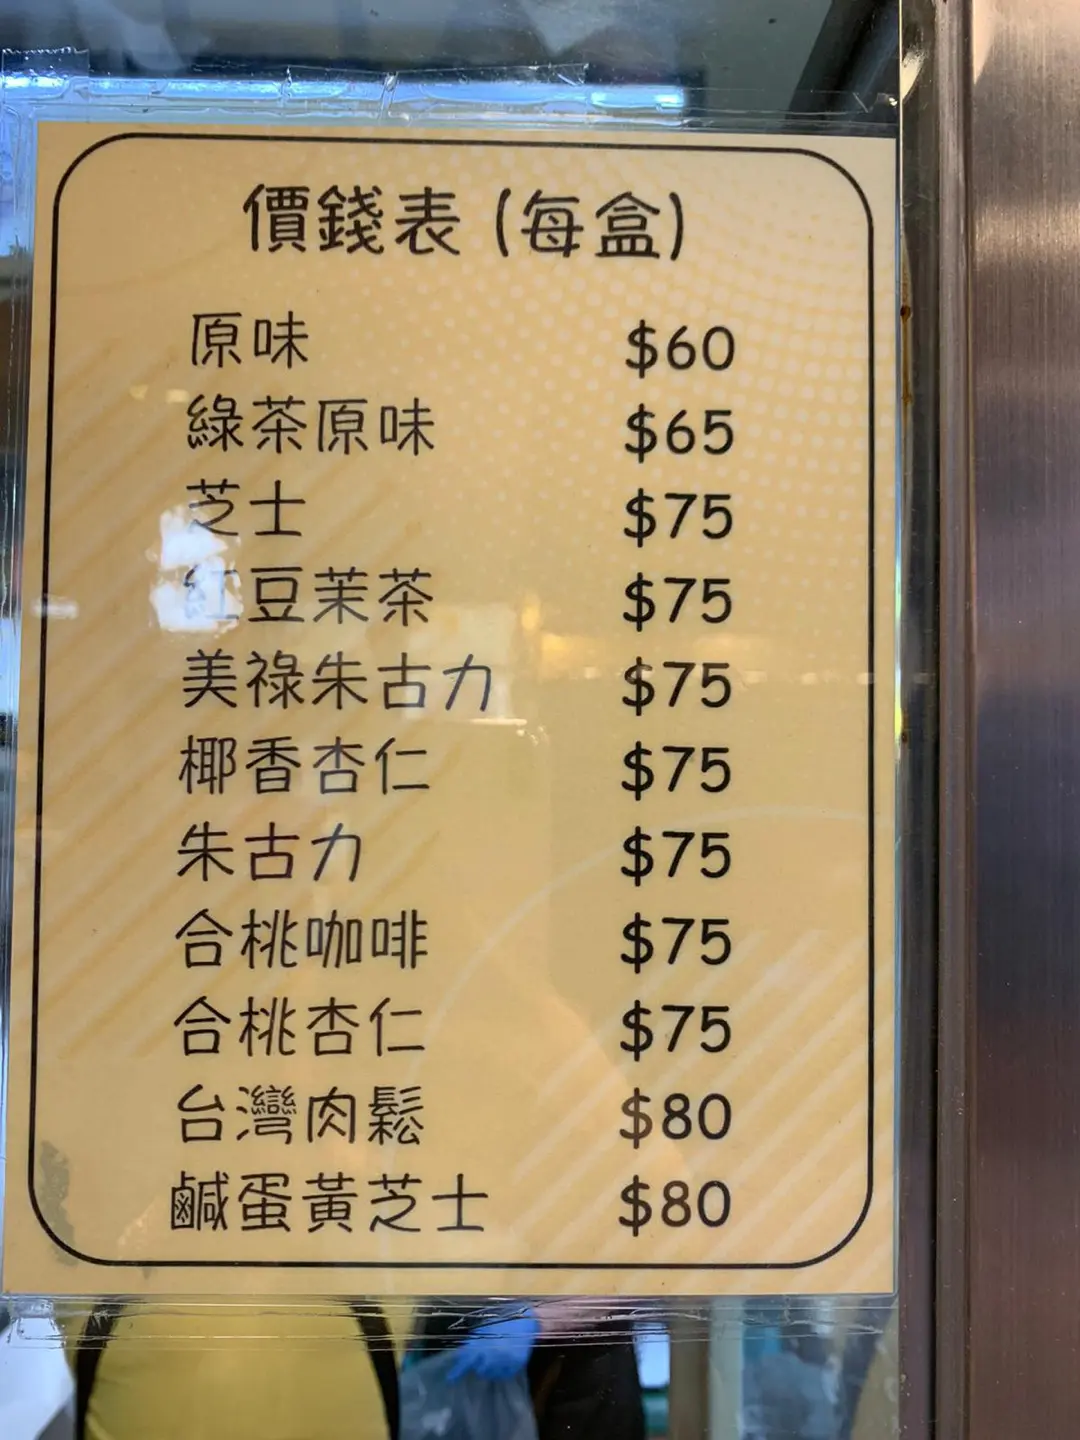 價錢表 (每盒)
原味 $60
綠茶原味 $65
芝士 $75
紅豆茉茶 $75
美祿朱古力 $75
椰香杏仁 $75
朱古力 $75
合桃咖啡 $75
合桃杏仁 $75
台灣肉鬆 $80
鹹蛋黃芝士 $80